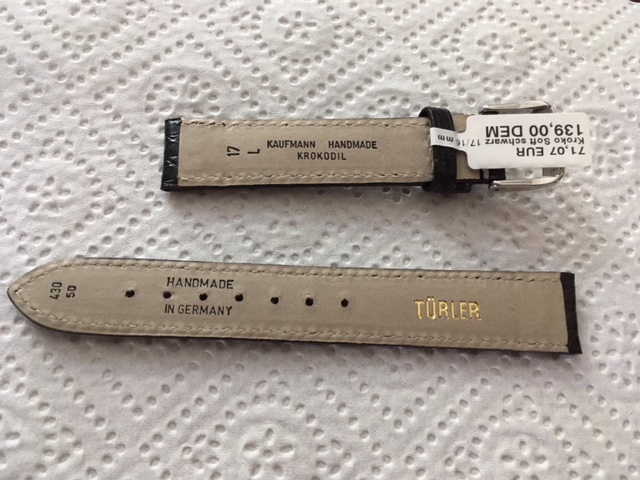 17
L
KAUFMANN HANDMADE
KROKODIL
139,00 DEM
71,07 EUR
Kroko Soft schwarz
17/16 mm
430
50
HANDMADE
IN GERMANY
TÜRLER